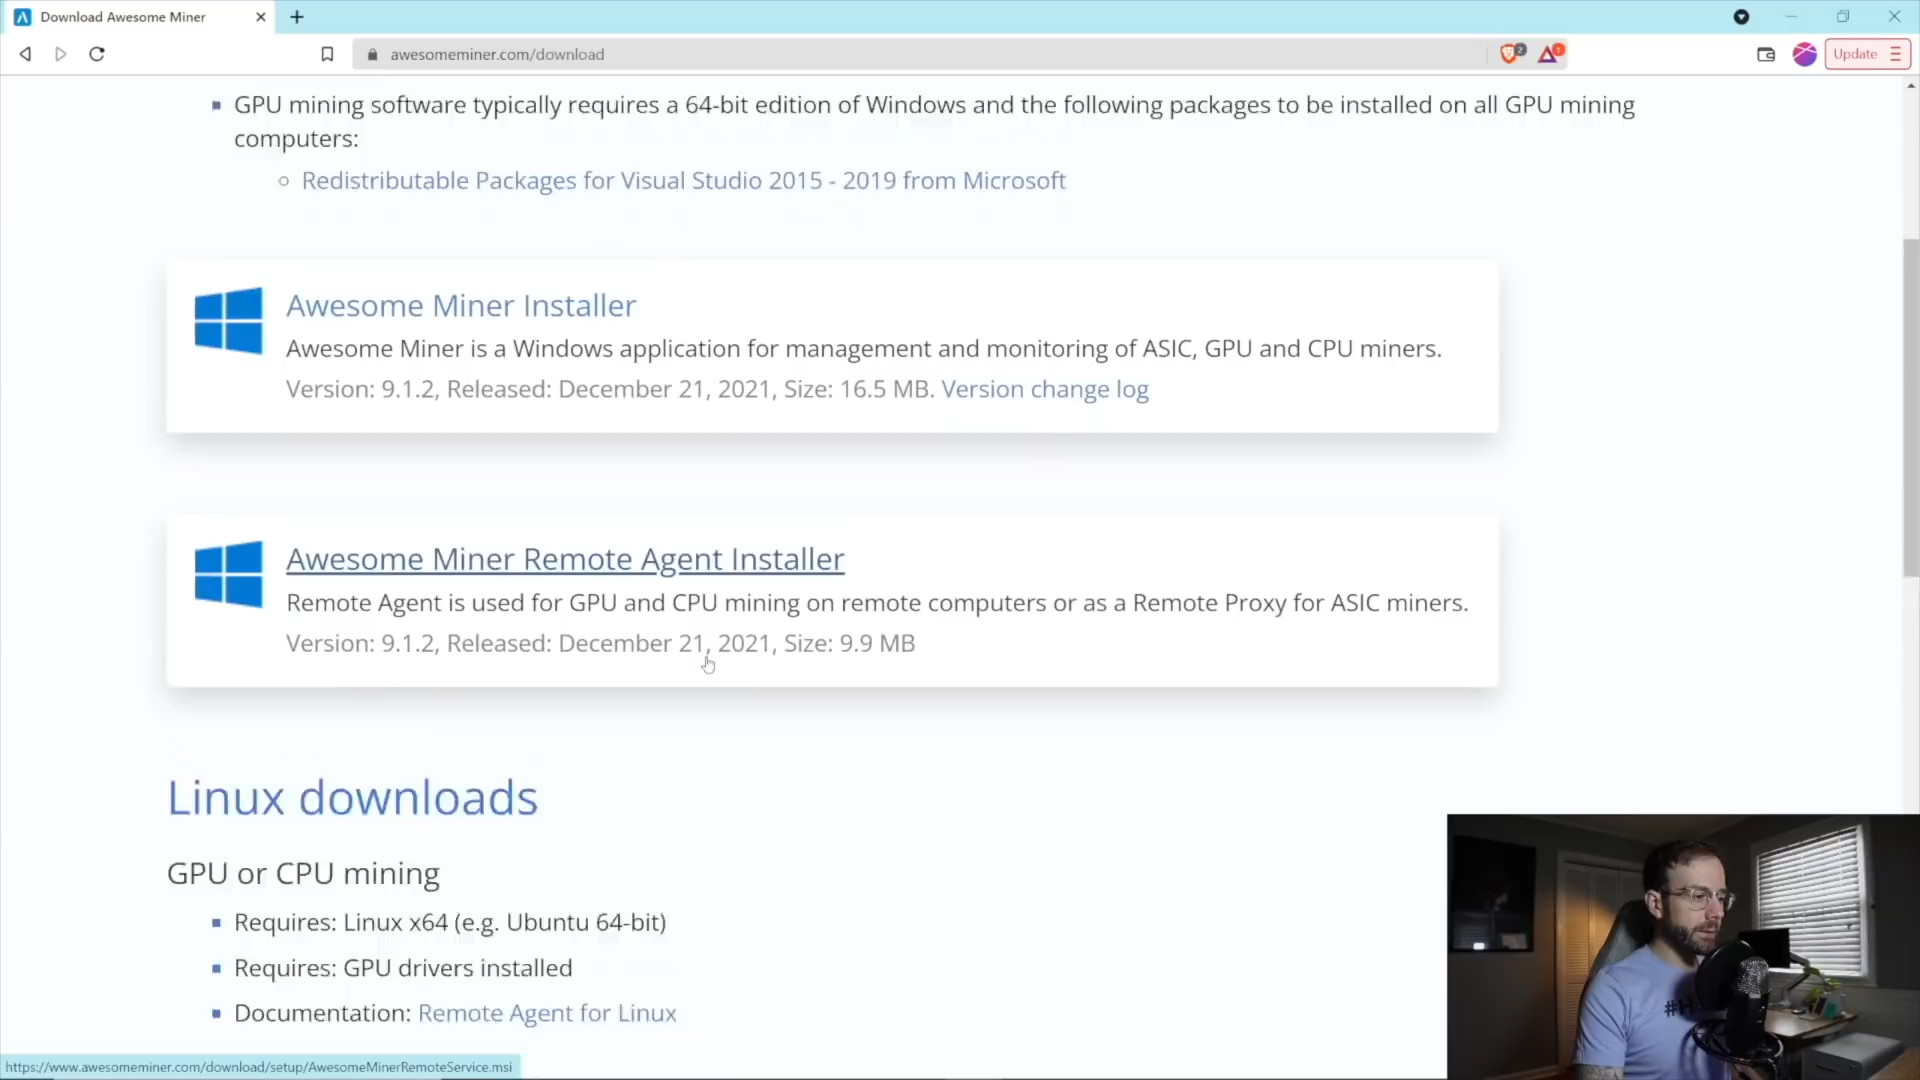 Download Awesome Miner
awesomeminer.com/download
2
1
Update
GPU mining software typically requires a 64-bit edition of Windows and the following packages to be installed on all GPU mining
computers:
Redistributable Packages for Visual Studio 2015 - 2019 from Microsoft
Awesome Miner Installer
Awesome Miner is a Windows application for management and monitoring of ASIC, GPU and CPU miners.
Version: 9.1.2, Released: December 21, 2021, Size: 16.5 MB. Version change log
Awesome Miner Remote Agent Installer
Remote Agent is used for GPU and CPU mining on remote computers or as a Remote Proxy for ASIC miners.
Version: 9.1.2, Released: December 21, 2021, Size: 9.9 MB
Linux downloads
GPU or CPU mining
Requires: Linux x64 (e.g. Ubuntu 64-bit)
Requires: GPU drivers installed
Documentation: Remote Agent for Linux
https://www.awesomeminer.com/download/setup/AwesomeMinerRemoteService.msi